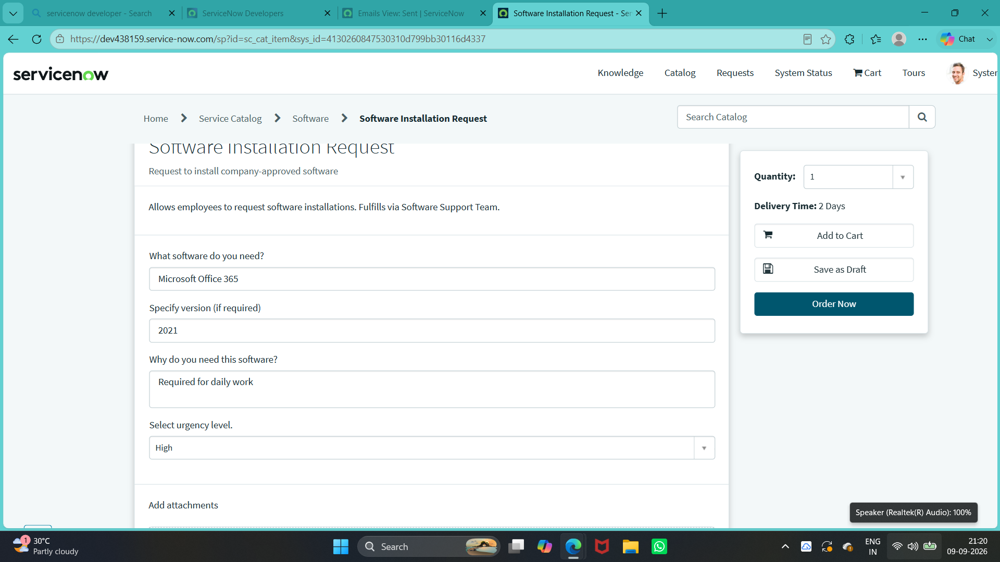 servicenow developer - Search
ServiceNow Developers
Emails View: Sent | ServiceNow
Software Installation Request - Ser
https://dev438159.service-now.com/sp?id=sc_cat_item&sys_id=4130260847530310d799bb30116d4337
Chat
servicenow
Knowledge
Catalog
Requests
System Status
Cart
Tours
System
Home
Service Catalog
Software
Software Installation Request
Search Catalog
Software Installation Request
Request to install company-approved software
Allows employees to request software installations. Fulfills via Software Support Team.
What software do you need?
Microsoft Office 365
Specify version (if required)
2021
Why do you need this software?
Required for daily work
Select urgency level.
High
Add attachments
Quantity:
1
Delivery Time: 2 Days
Add to Cart
Save as Draft
Order Now
Speaker (Realtek(R) Audio): 100%
1
30°C
Partly cloudy
Search
ENG
IN
21:20
09-09-2026